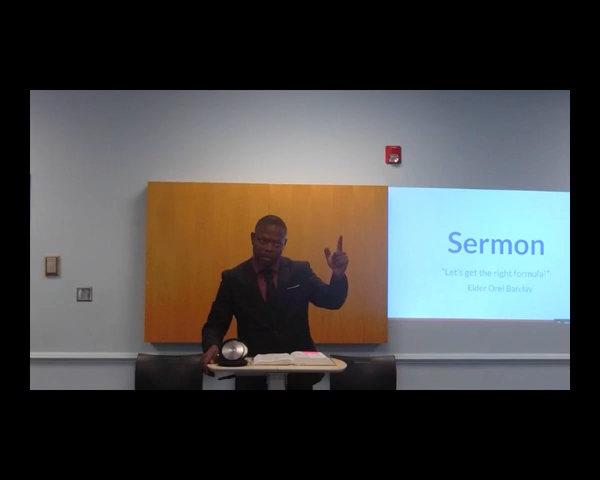 Sermon
"Let's get the right formula!"
Elder Orel Barclay